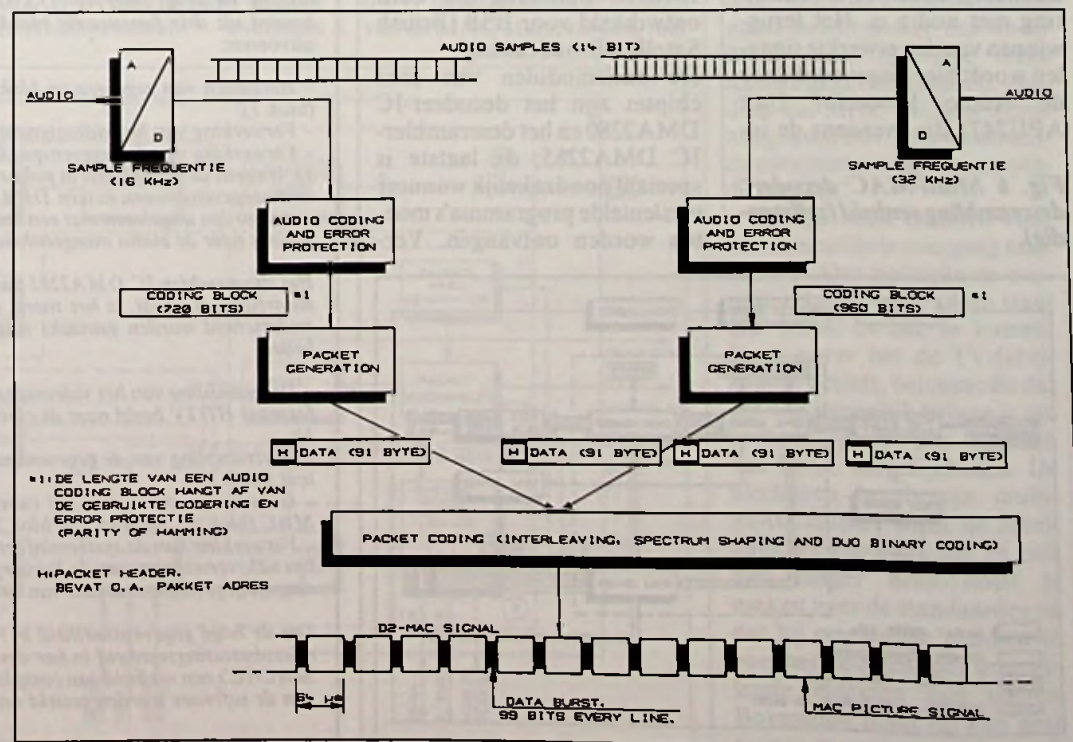 AUDIO SAMPLES (14 BIT)
A
D
A
D
AUDIO
AUDIO
SAMPLE FREQUENTIE
(16 KHz)
SAMPLE FREQUENTIE
(32 KHz)
AUDIO CODING
AND ERROR
PROTECTION
AUDIO CODING
AND ERROR
PROTECTION
CODING BLOCK
(720 BITS)
*1
CODING BLOCK
(960 BITS)
*1
PACKET
GENERATION
PACKET
GENERATION
H DATA (91 BYTE)
H DATA (91 BYTE)
H DATA (91 BYTE)
H DATA (91 BYTE)
*1: DE LENGTE VAN EEN AUDIO
CODING BLOCK HANGT AF VAN
DE GEBRUIKTE CODERING EN
ERROR PROTECTIE
(PARITY OF HAMMING)
PACKET CODING (INTERLEAVING, SPECTRUM SHAPING AND DUO BINARY CODING)
H: PACKET HEADER.
BEVAT O.A. PAKKET ADRES
D2-MAC SIGNAL
64 µs
DATA BURST.
99 BITS EVERY LINE.
MAC PICTURE SIGNAL